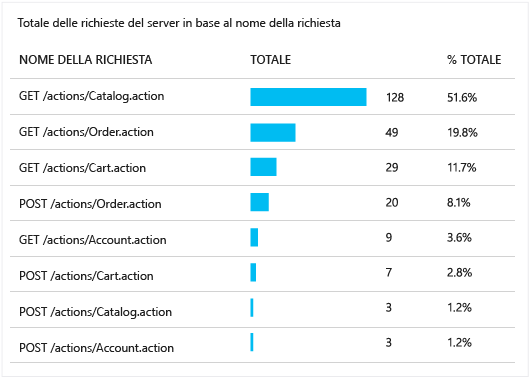 Totale delle richieste del server in base al nome della richiesta
NOME DELLA RICHIESTA TOTALE % TOTALE
GET /actions/Catalog.action 128 51.6%
GET /actions/Order.action 49 19.8%
GET /actions/Cart.action 29 11.7%
POST /actions/Order.action 20 8.1%
GET /actions/Account.action 9 3.6%
POST /actions/Cart.action 7 2.8%
POST /actions/Catalog.action 3 1.2%
POST /actions/Account.action 3 1.2%